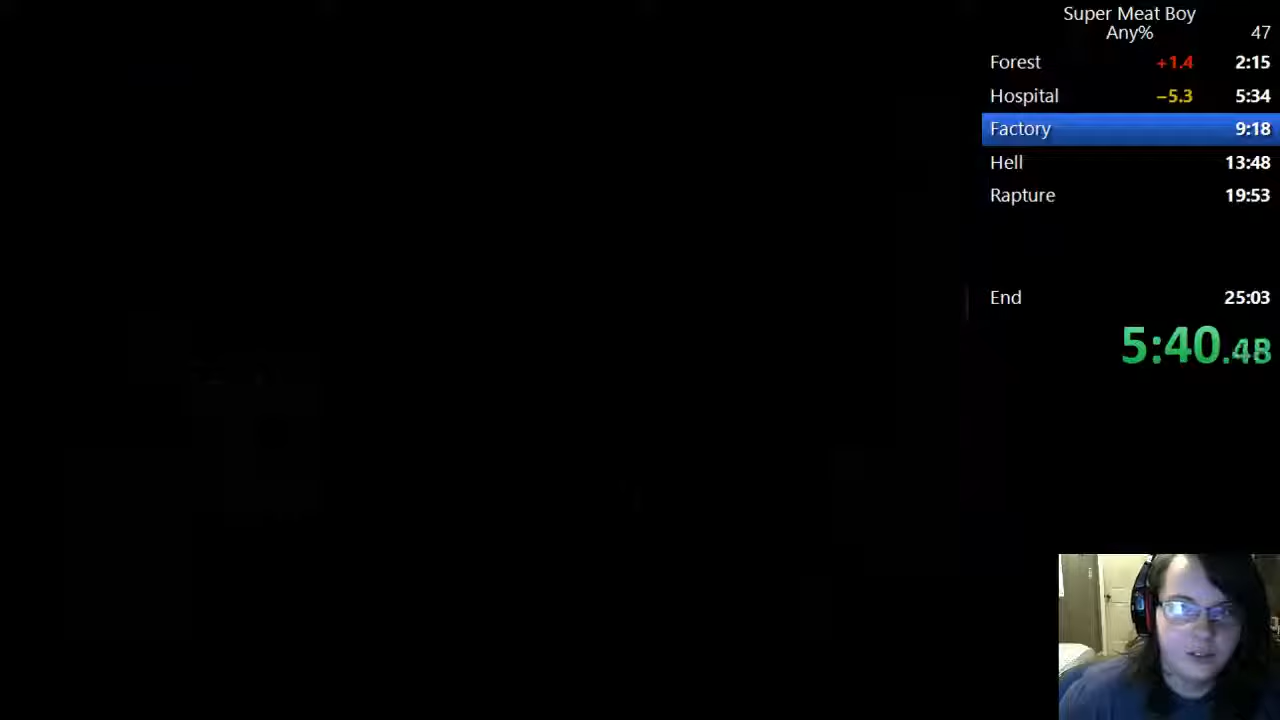 Super Meat Boy
Any% 47
Forest +1.4 2:15
Hospital −5.3 5:34
Factory 9:18
Hell 13:48
Rapture 19:53
End 25:03
5:40.48